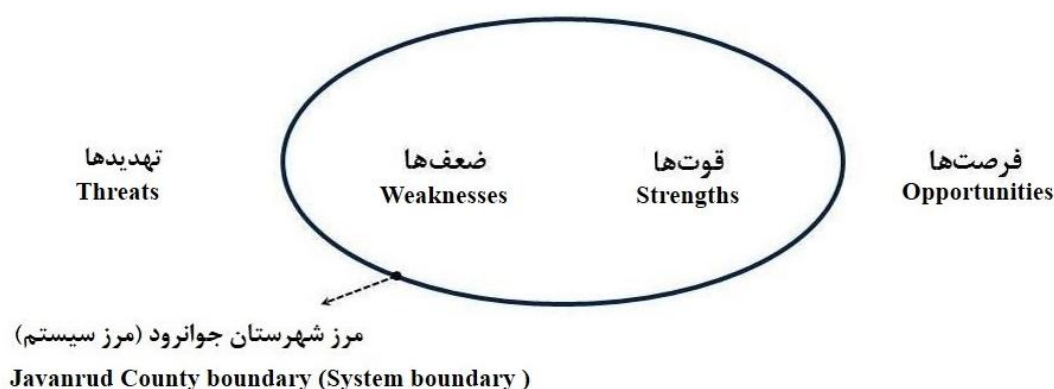 تهدیدها
Threats
ضعف‌ها
Weaknesses
قوت‌ها
Strengths
فرصت‌ها
Opportunities
مرز شهرستان جوانرود (مرز سیستم)
Javanrud County boundary (System boundary )